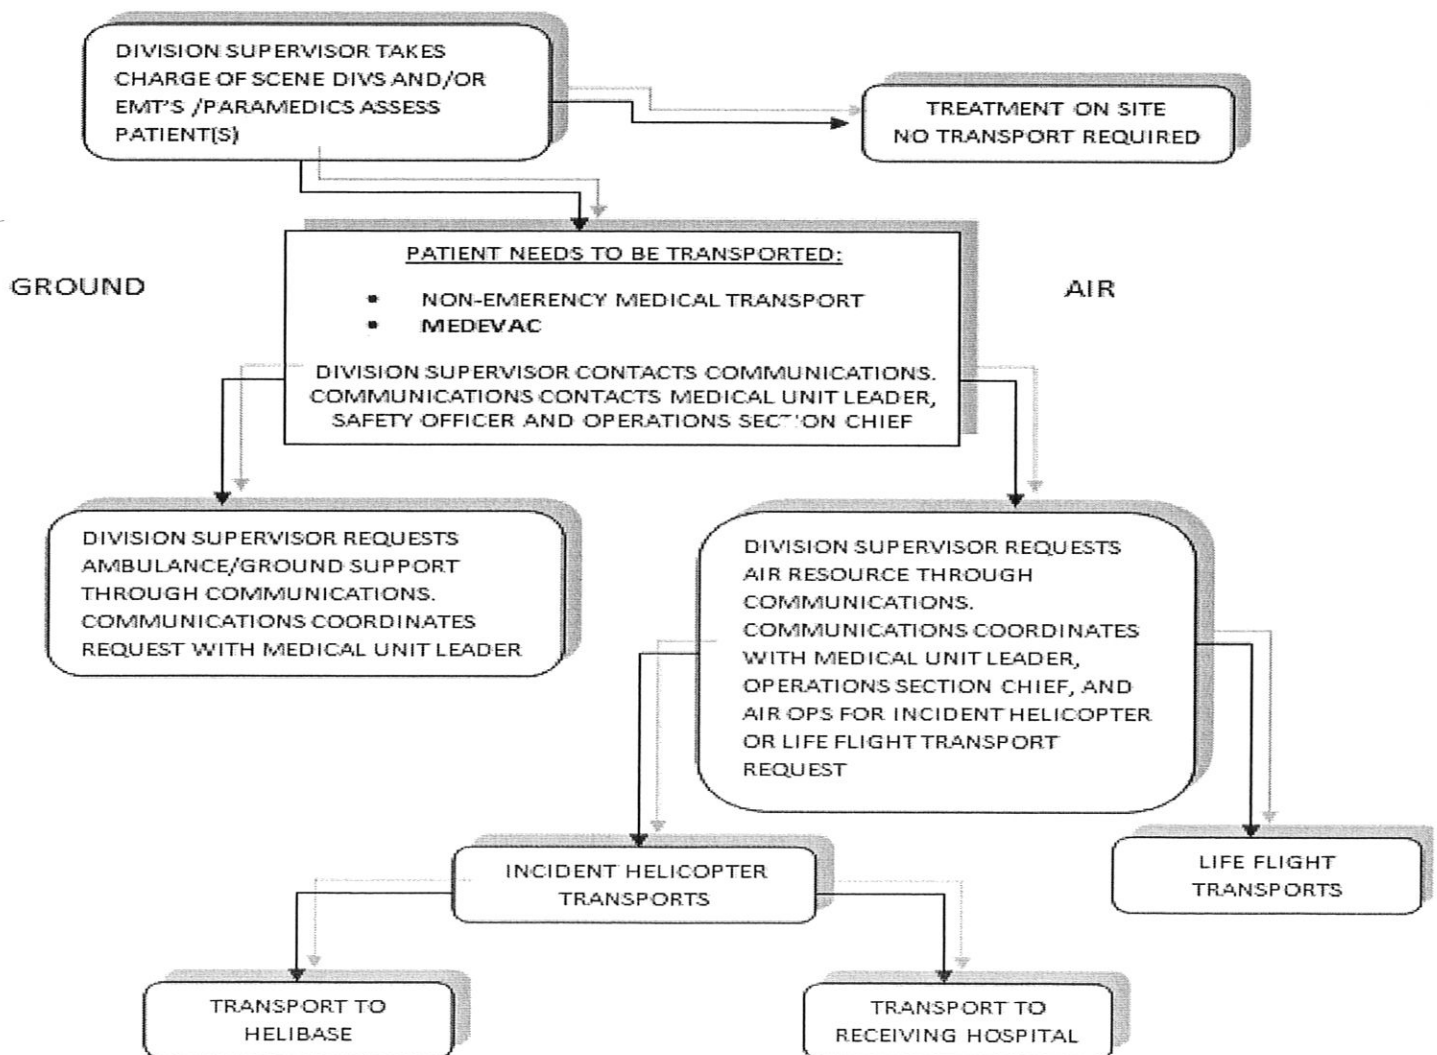 DIVISION SUPERVISOR TAKES
CHARGE OF SCENE DIVS AND/OR
EMT'S /PARAMEDICS ASSESS
PATIENT(S)
TREATMENT ON SITE
NO TRANSPORT REQUIRED
GROUND
AIR
PATIENT NEEDS TO BE TRANSPORTED:
• NON-EMERENCY MEDICAL TRANSPORT
• MEDEVAC
DIVISION SUPERVISOR CONTACTS COMMUNICATIONS.
COMMUNICATIONS CONTACTS MEDICAL UNIT LEADER,
SAFETY OFFICER AND OPERATIONS SECTION CHIEF
DIVISION SUPERVISOR REQUESTS
AMBULANCE/GROUND SUPPORT
THROUGH COMMUNICATIONS.
COMMUNICATIONS COORDINATES
REQUEST WITH MEDICAL UNIT LEADER
DIVISION SUPERVISOR REQUESTS
AIR RESOURCE THROUGH
COMMUNICATIONS.
COMMUNICATIONS COORDINATES
WITH MEDICAL UNIT LEADER,
OPERATIONS SECTION CHIEF, AND
AIR OPS FOR INCIDENT HELICOPTER
OR LIFE FLIGHT TRANSPORT
REQUEST
INCIDENT HELICOPTER
TRANSPORTS
LIFE FLIGHT
TRANSPORTS
TRANSPORT TO
HELIBASE
TRANSPORT TO
RECEIVING HOSPITAL